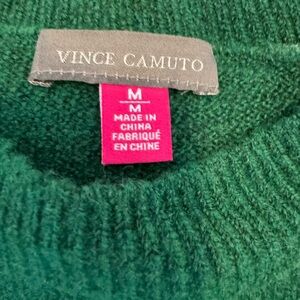 VINCE CAMUTO
M
M
MADE IN
CHINA
FABRIQUÉ
EN CHINE